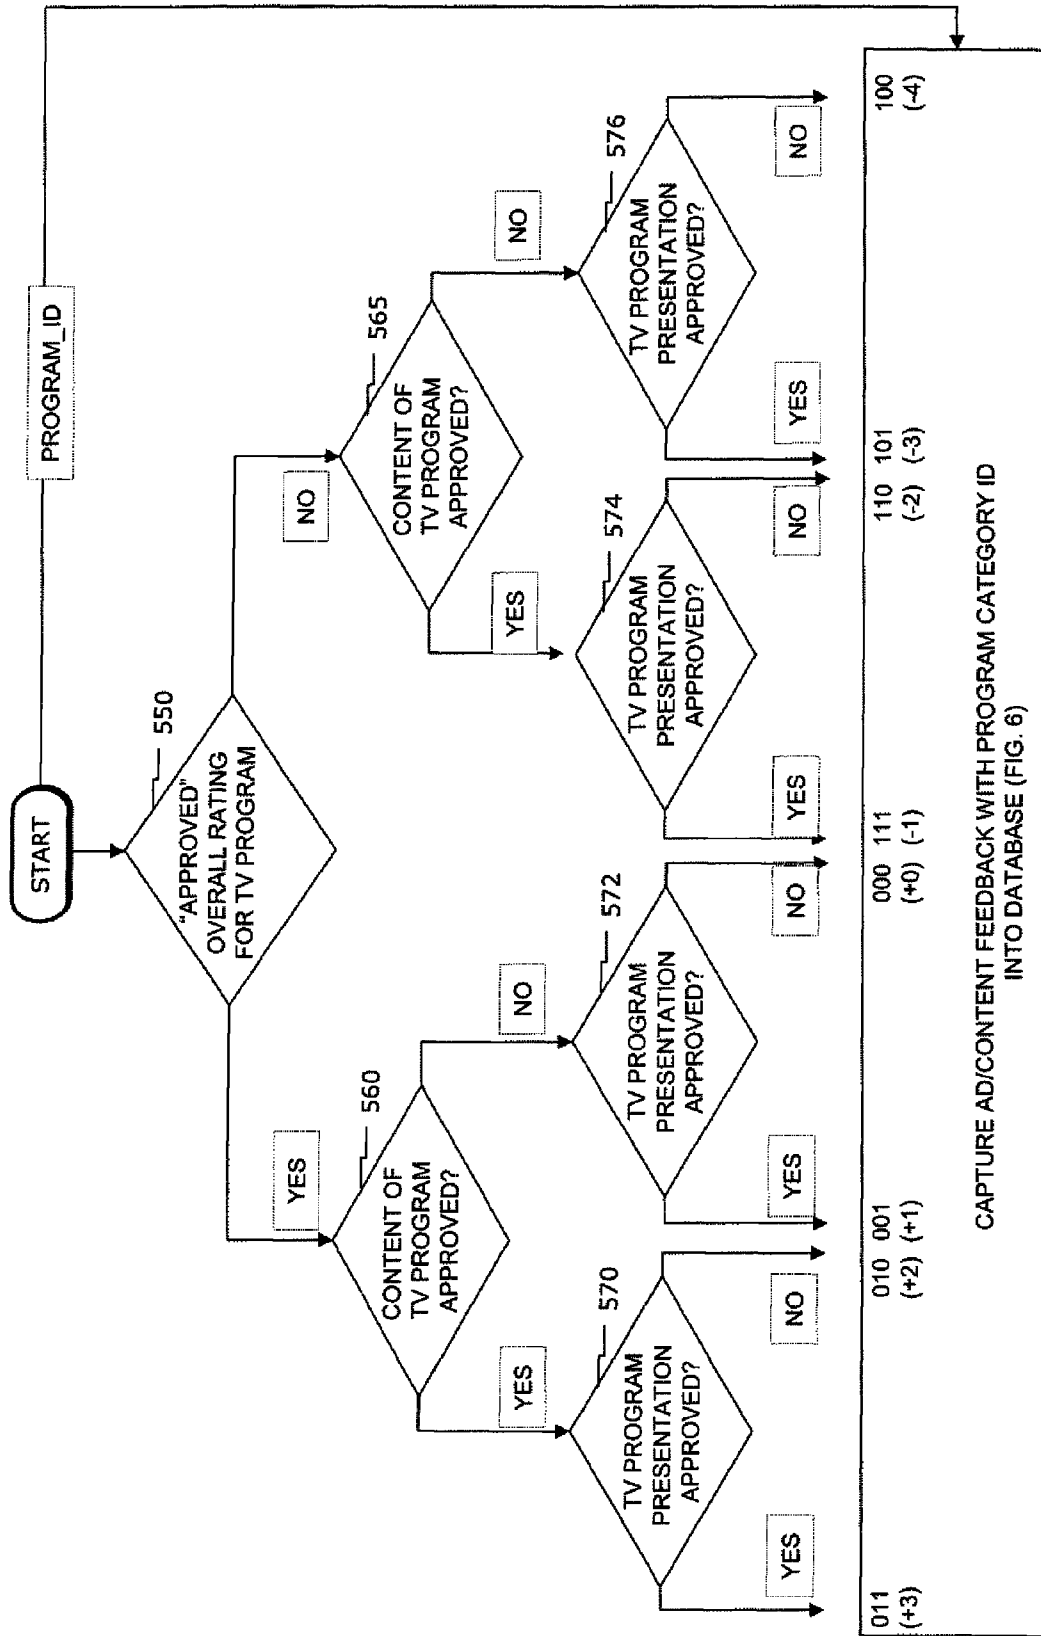 START
PROGRAM_ID
550
"APPROVED"
OVERALL RATING
FOR TV PROGRAM
YES
NO
560
CONTENT OF
TV PROGRAM
APPROVED?
565
CONTENT OF
TV PROGRAM
APPROVED?
YES
NO
YES
NO
570
TV PROGRAM
PRESENTATION
APPROVED?
572
TV PROGRAM
PRESENTATION
APPROVED?
574
TV PROGRAM
PRESENTATION
APPROVED?
576
TV PROGRAM
PRESENTATION
APPROVED?
YES
NO
YES
NO
YES
NO
YES
NO
011 010 001 000 111 110 101 100
(+3) (+2) (+1) (+0) (-1) (-2) (-3) (-4)
CAPTURE AD/CONTENT FEEDBACK WITH PROGRAM CATEGORY ID
INTO DATABASE (FIG. 6)